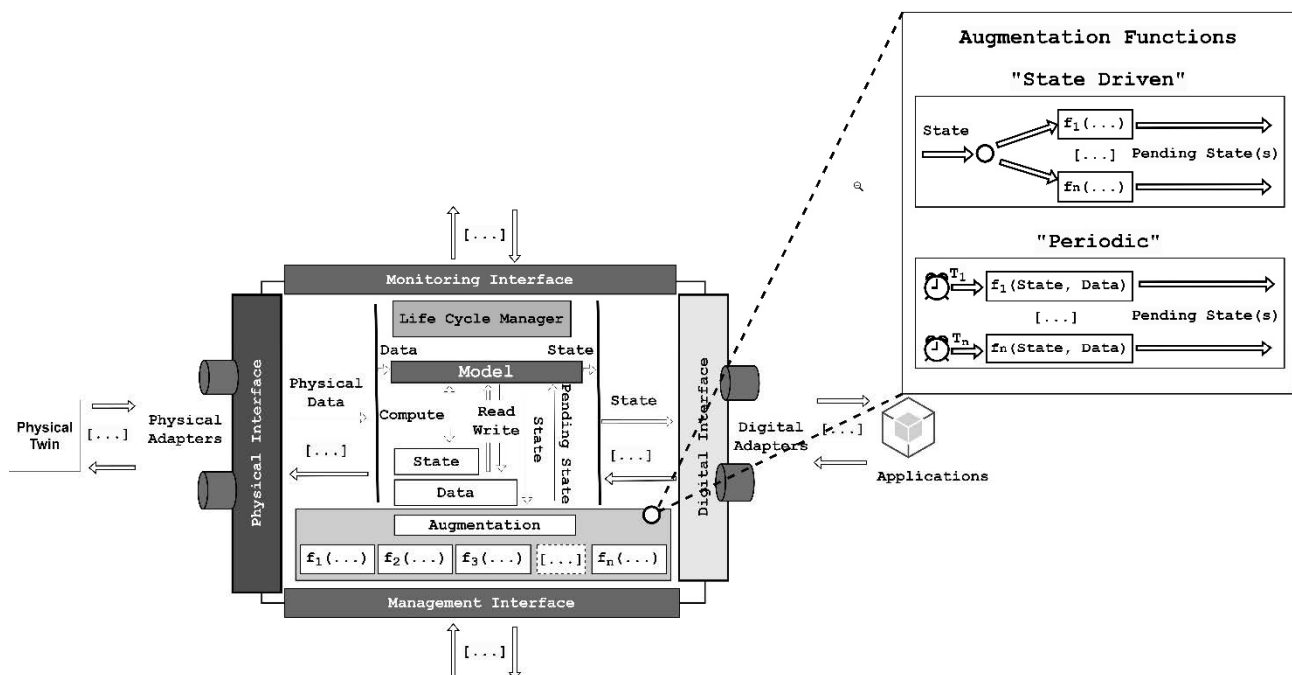 Augmentation Functions
"State Driven"
State
f1(...)
[...]
Pending State(s)
fn(...)
"Periodic"
T1
f1(State, Data)
[...]
Pending State(s)
Tn
fn(State, Data)
[...]
Monitoring Interface
Life Cycle Manager
Data
State
Model
Physical Interface
Physical
Data
[...]
Compute
Read
Write
State
Pending State
State
[...]
Digital Interface
Physical
Twin
[...]
Physical
Adapters
Digital
Adapters
[...]
Applications
State
Data
Augmentation
f1(...)
f2(...)
f3(...)
[...]
fn(...)
Management Interface
[...]